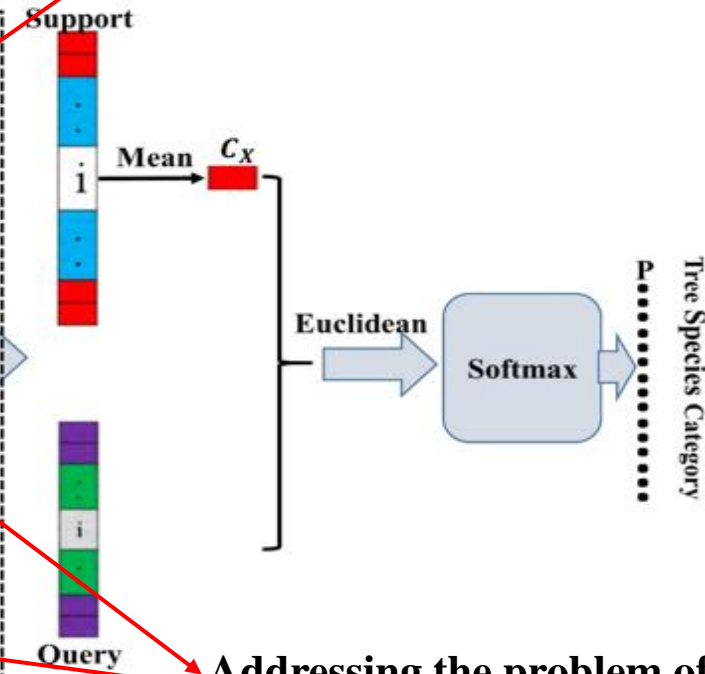 Support
i
Mean
C_X
Euclidean
Softmax
P
Tree Species Category
i
Query
Addressing the problem of